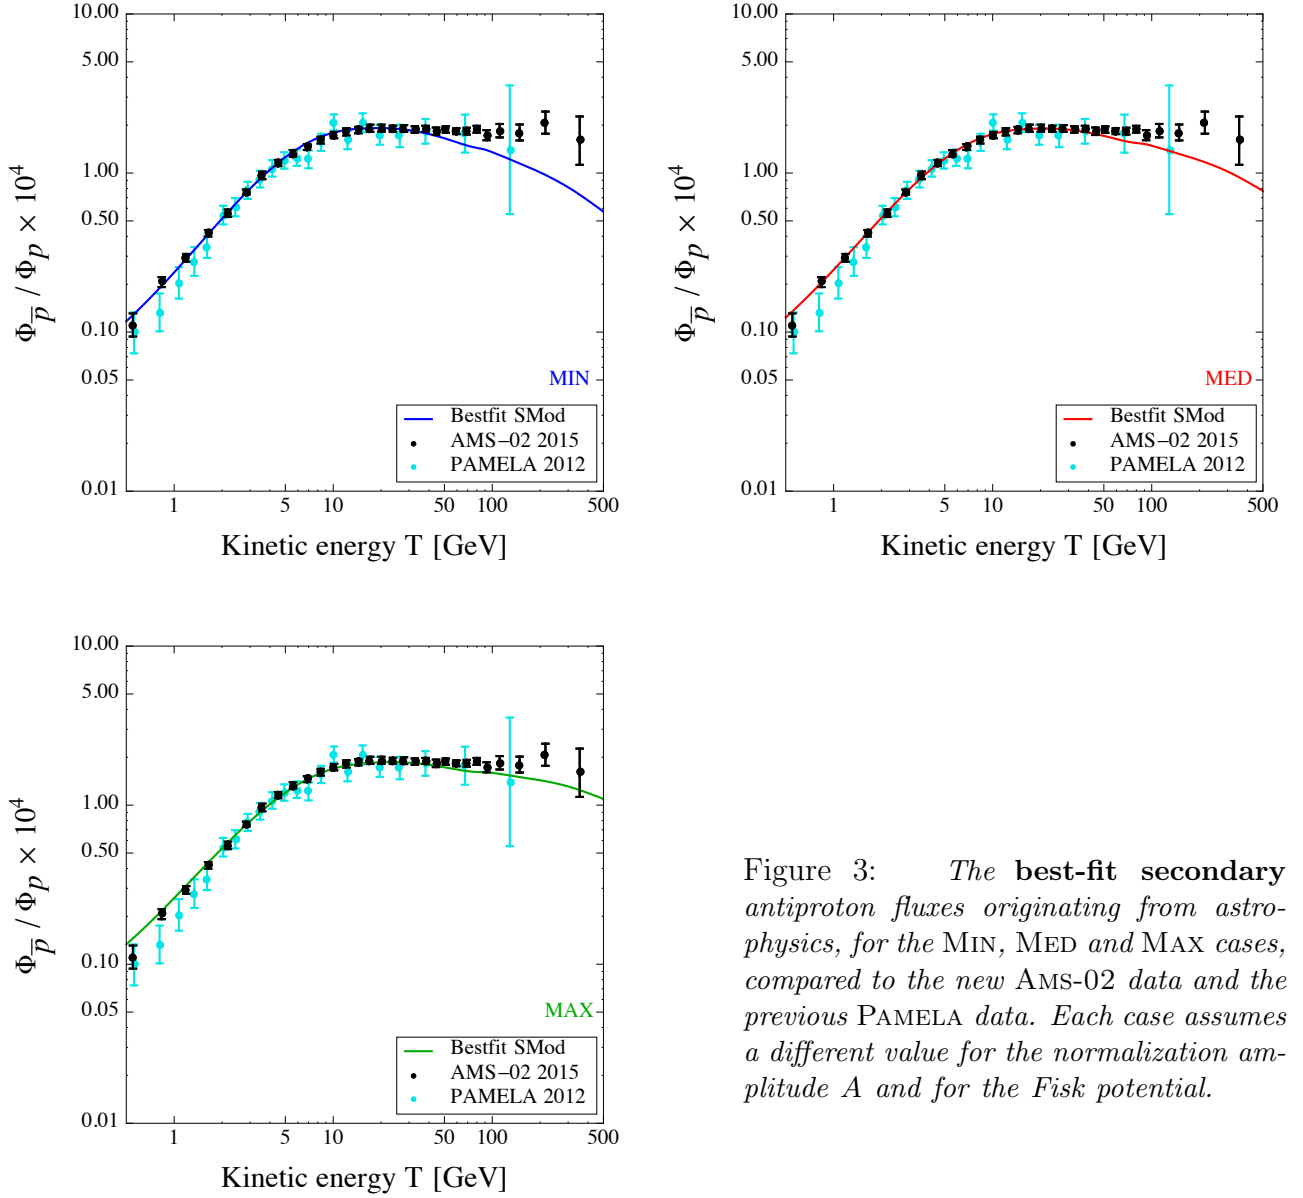 10.00
5.00
1.00
0.50
0.10
0.05
0.01
Φp̅ / Φp × 10⁴
MIN
Bestfit SMod
AMS−02 2015
PAMELA 2012
1 5 10 50 100 500
Kinetic energy T [GeV]
10.00
5.00
1.00
0.50
0.10
0.05
0.01
Φp̅ / Φp × 10⁴
MED
Bestfit SMod
AMS−02 2015
PAMELA 2012
1 5 10 50 100 500
Kinetic energy T [GeV]
10.00
5.00
1.00
0.50
0.10
0.05
0.01
Φp̅ / Φp × 10⁴
MAX
Bestfit SMod
AMS−02 2015
PAMELA 2012
1 5 10 50 100 500
Kinetic energy T [GeV]
Figure 3: The best-fit secondary
antiproton fluxes originating from astro-
physics, for the MIN, MED and MAX cases,
compared to the new AMS-02 data and the
previous PAMELA data. Each case assumes
a different value for the normalization am-
plitude A and for the Fisk potential.